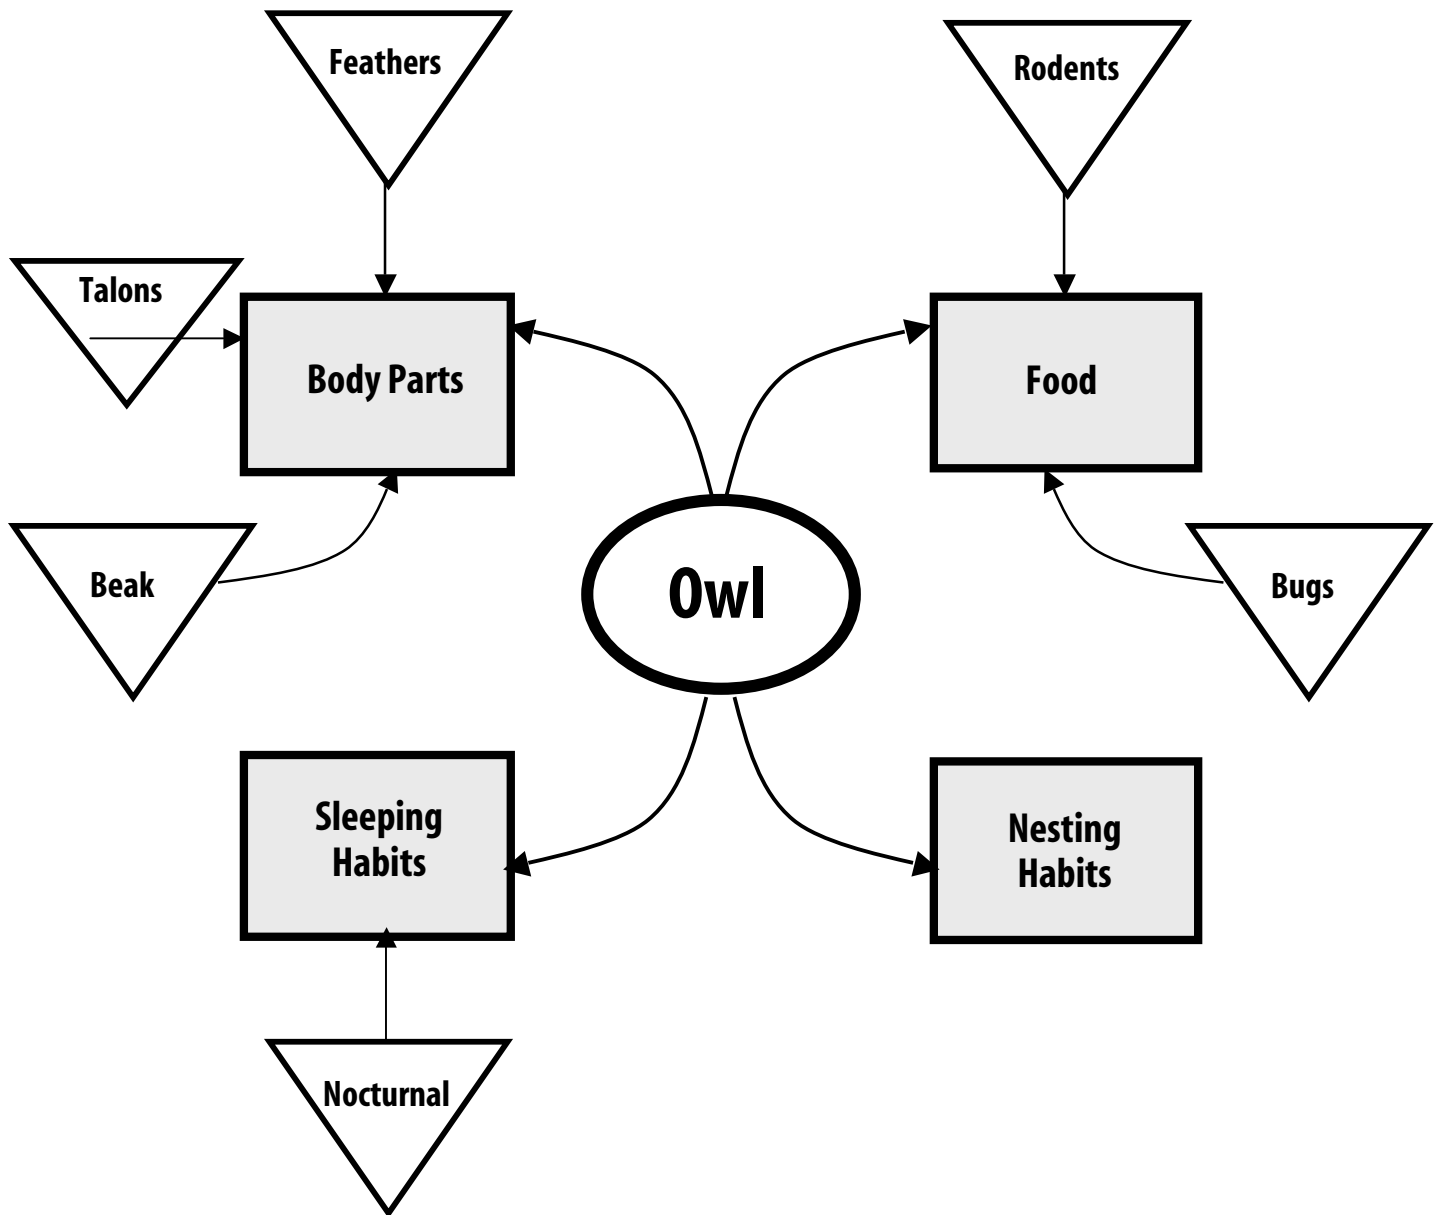 Feathers
Rodents
Talons
Body Parts
Food
Beak
Owl
Bugs
Sleeping
Habits
Nesting
Habits
Nocturnal